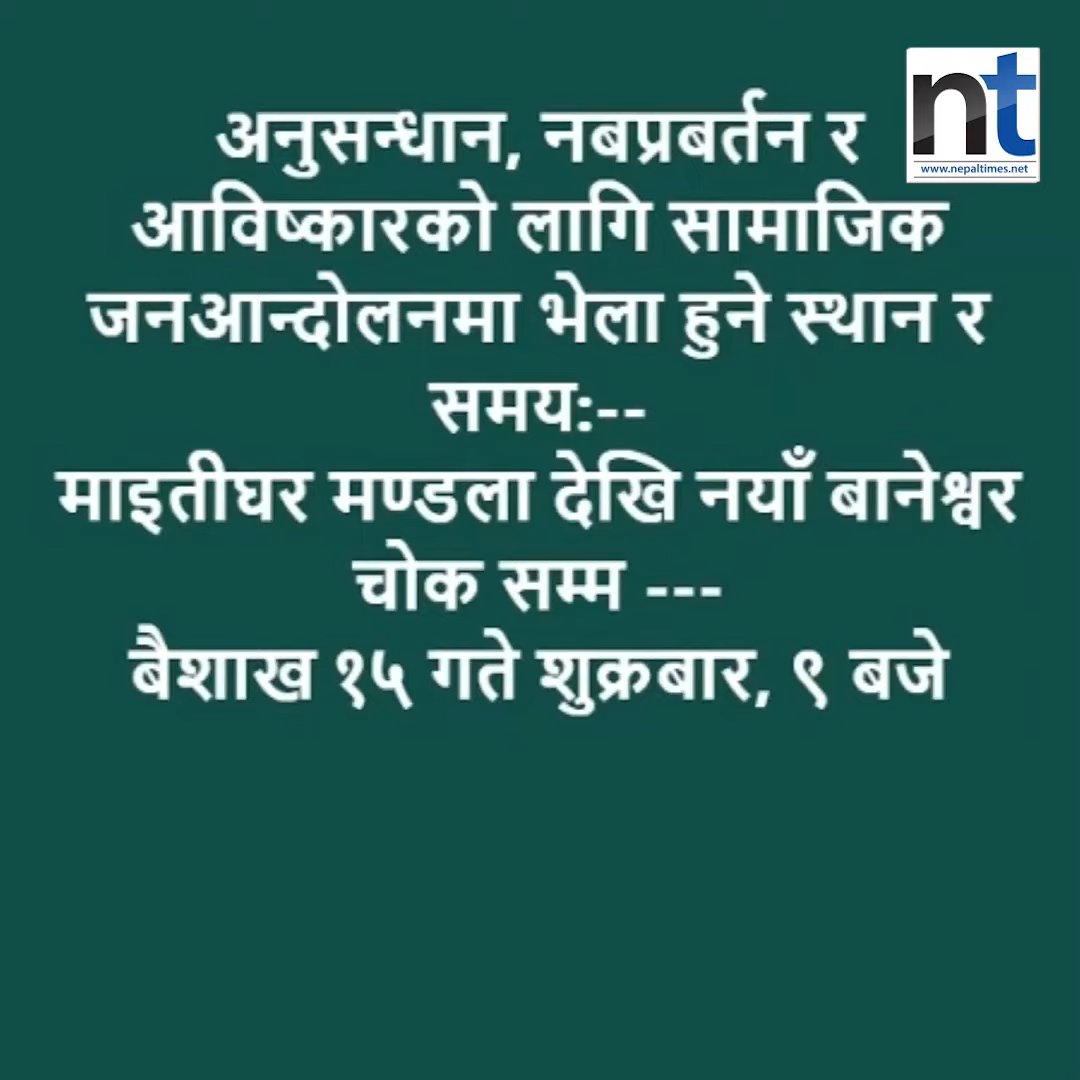 nt
www.nepaltimes.net
अनुसन्धान, नबप्रबर्तन र
आविष्कारको लागि सामाजिक
जनआन्दोलनमा भेला हुने स्थान र
समय:--
माइतीघर मण्डला देखि नयाँ बानेश्वर
चोक सम्म ---
बैशाख १५ गते शुक्रबार, ९ बजे